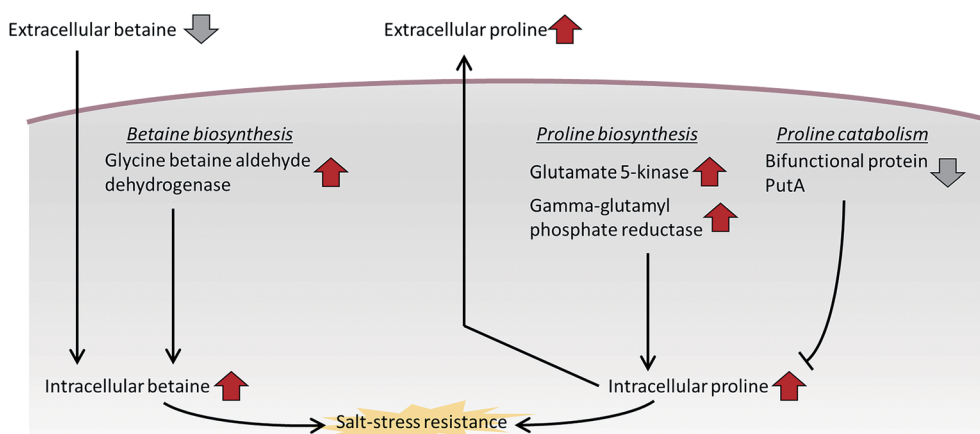 Extracellular betaine
Extracellular proline
Betaine biosynthesis
Glycine betaine aldehyde
dehydrogenase
Proline biosynthesis
Glutamate 5-kinase
Gamma-glutamyl
phosphate reductase
Proline catabolism
Bifunctional protein
PutA
Intracellular betaine
Intracellular proline
Salt-stress resistance